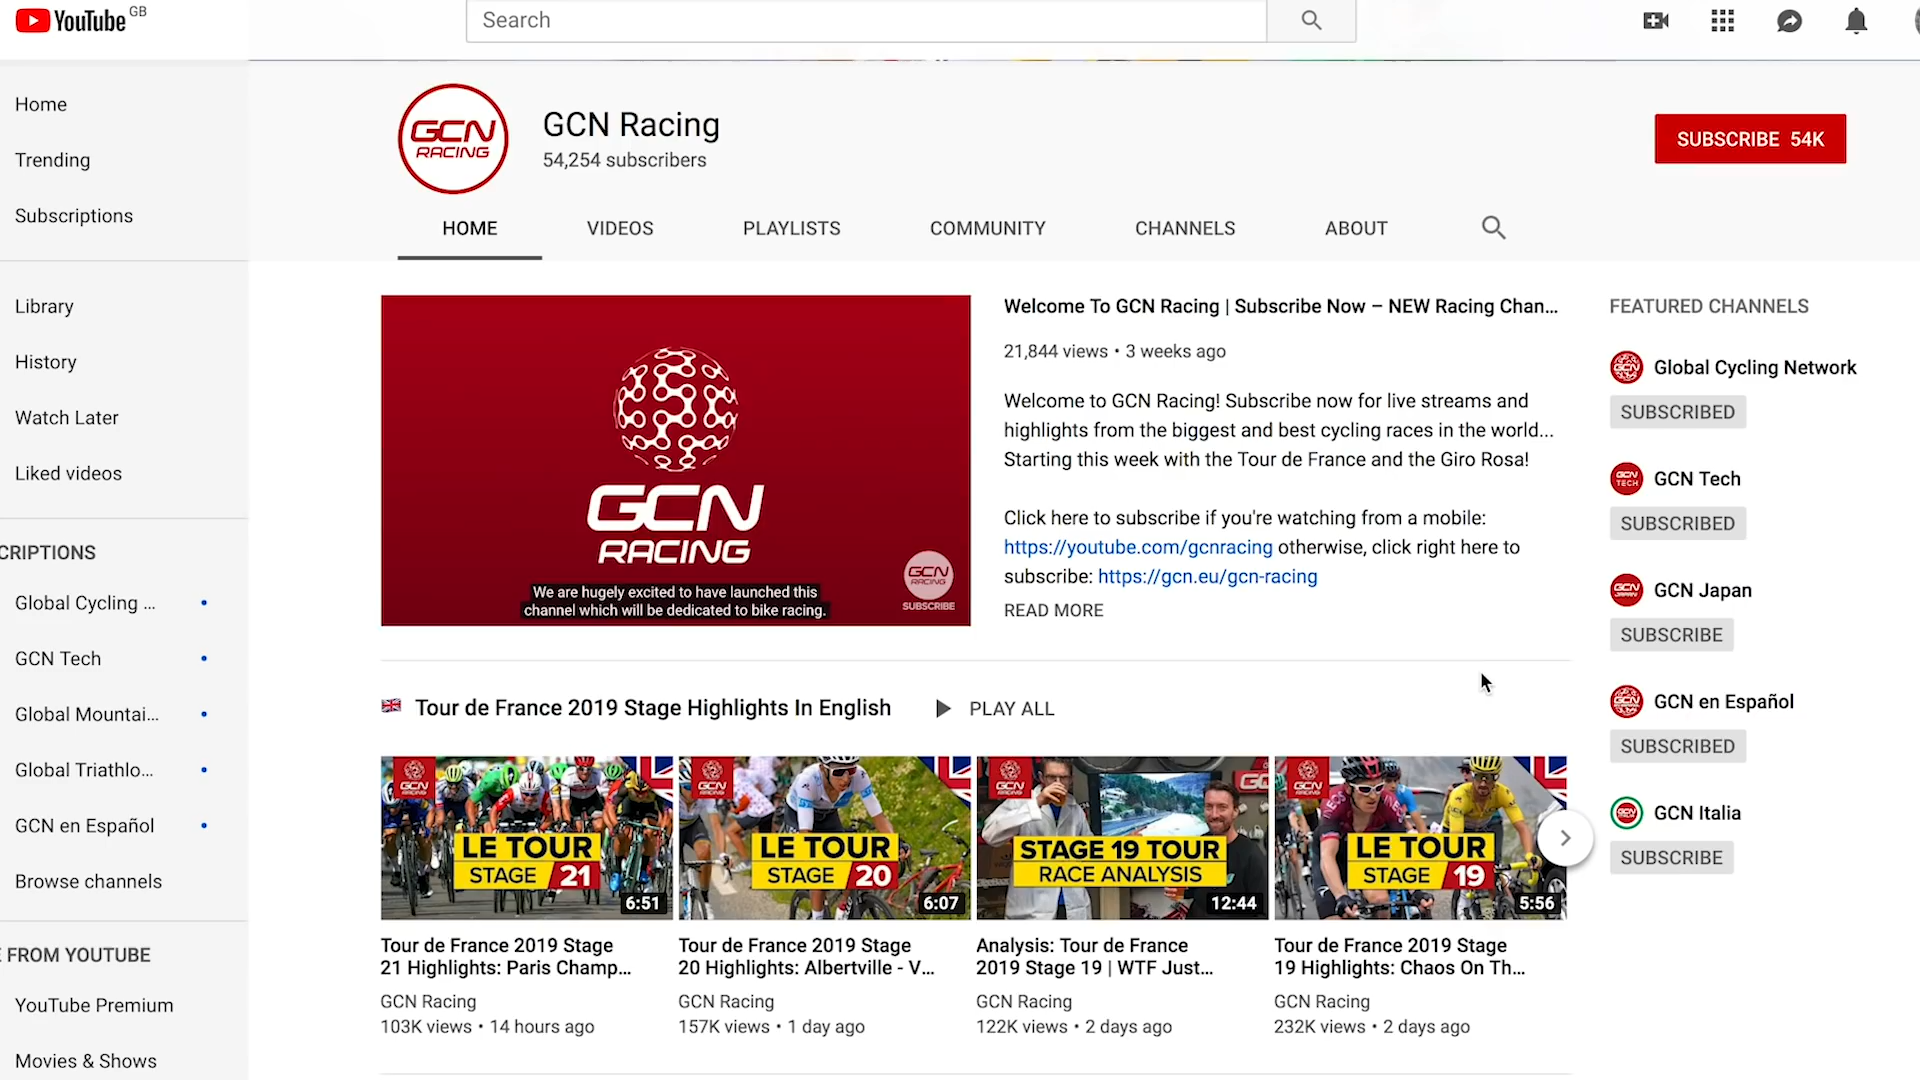 YouTube GB
Search
Home
Trending
Subscriptions
Library
History
Watch Later
Liked videos
CRIPTIONS
Global Cycling ...
GCN Tech
Global Mountai...
Global Triathlo...
GCN en Español
Browse channels
FROM YOUTUBE
YouTube Premium
Movies & Shows
GCN
RACING
GCN Racing
54,254 subscribers
SUBSCRIBE 54K
HOME VIDEOS PLAYLISTS COMMUNITY CHANNELS ABOUT
GCN
RACING
We are hugely excited to have launched this
channel which will be dedicated to bike racing.
GCN
RACING
SUBSCRIBE
Welcome To GCN Racing | Subscribe Now – NEW Racing Chan...
21,844 views • 3 weeks ago
Welcome to GCN Racing! Subscribe now for live streams and
highlights from the biggest and best cycling races in the world...
Starting this week with the Tour de France and the Giro Rosa!
Click here to subscribe if you're watching from a mobile:
https://youtube.com/gcnracing otherwise, click right here to
subscribe: https://gcn.eu/gcn-racing
READ MORE
FEATURED CHANNELS
GCN
Global Cycling Network
SUBSCRIBED
GCN
TECH
GCN Tech
SUBSCRIBED
GCN
JAPAN
GCN Japan
SUBSCRIBE
GCN en Español
SUBSCRIBED
GCN Italia
SUBSCRIBE
Tour de France 2019 Stage Highlights In English PLAY ALL
GCN
RACING
LE TOUR
STAGE 21
6:51
Tour de France 2019 Stage
21 Highlights: Paris Champ...
GCN Racing
103K views • 14 hours ago
GCN
RACING
LE TOUR
STAGE 20
6:07
Tour de France 2019 Stage
20 Highlights: Albertville - V...
GCN Racing
157K views • 1 day ago
GCN
RACING
STAGE 19 TOUR
RACE ANALYSIS
12:44
Analysis: Tour de France
2019 Stage 19 | WTF Just...
GCN Racing
122K views • 2 days ago
GCN
RACING
LE TOUR
STAGE 19
5:56
Tour de France 2019 Stage
19 Highlights: Chaos On Th...
GCN Racing
232K views • 2 days ago